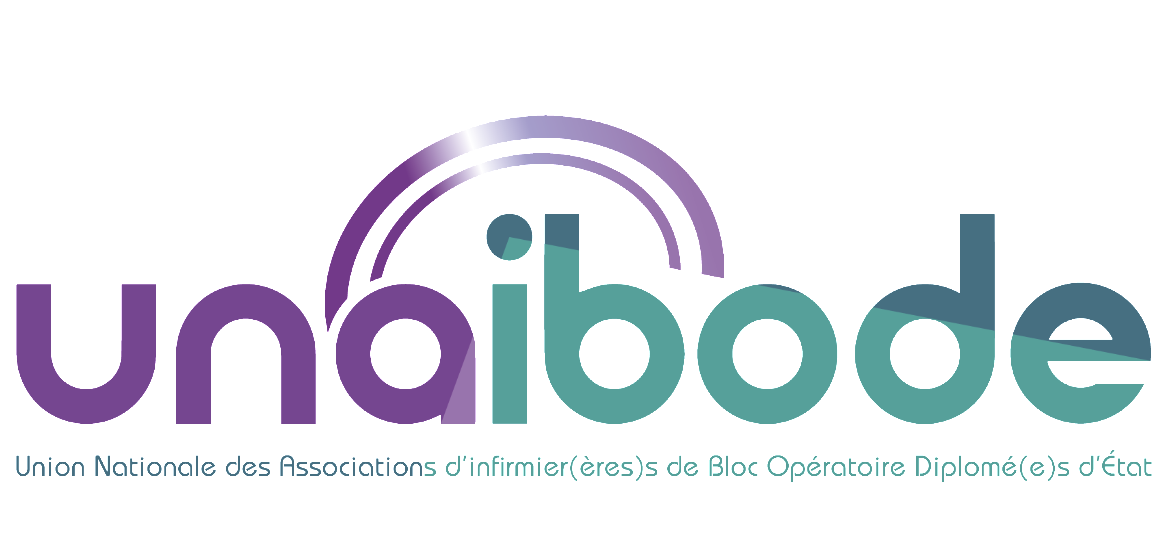 unaibode
Union Nationale des Associations d'infirmier(ères)s de Bloc Opératoire Diplomé(e)s d'État